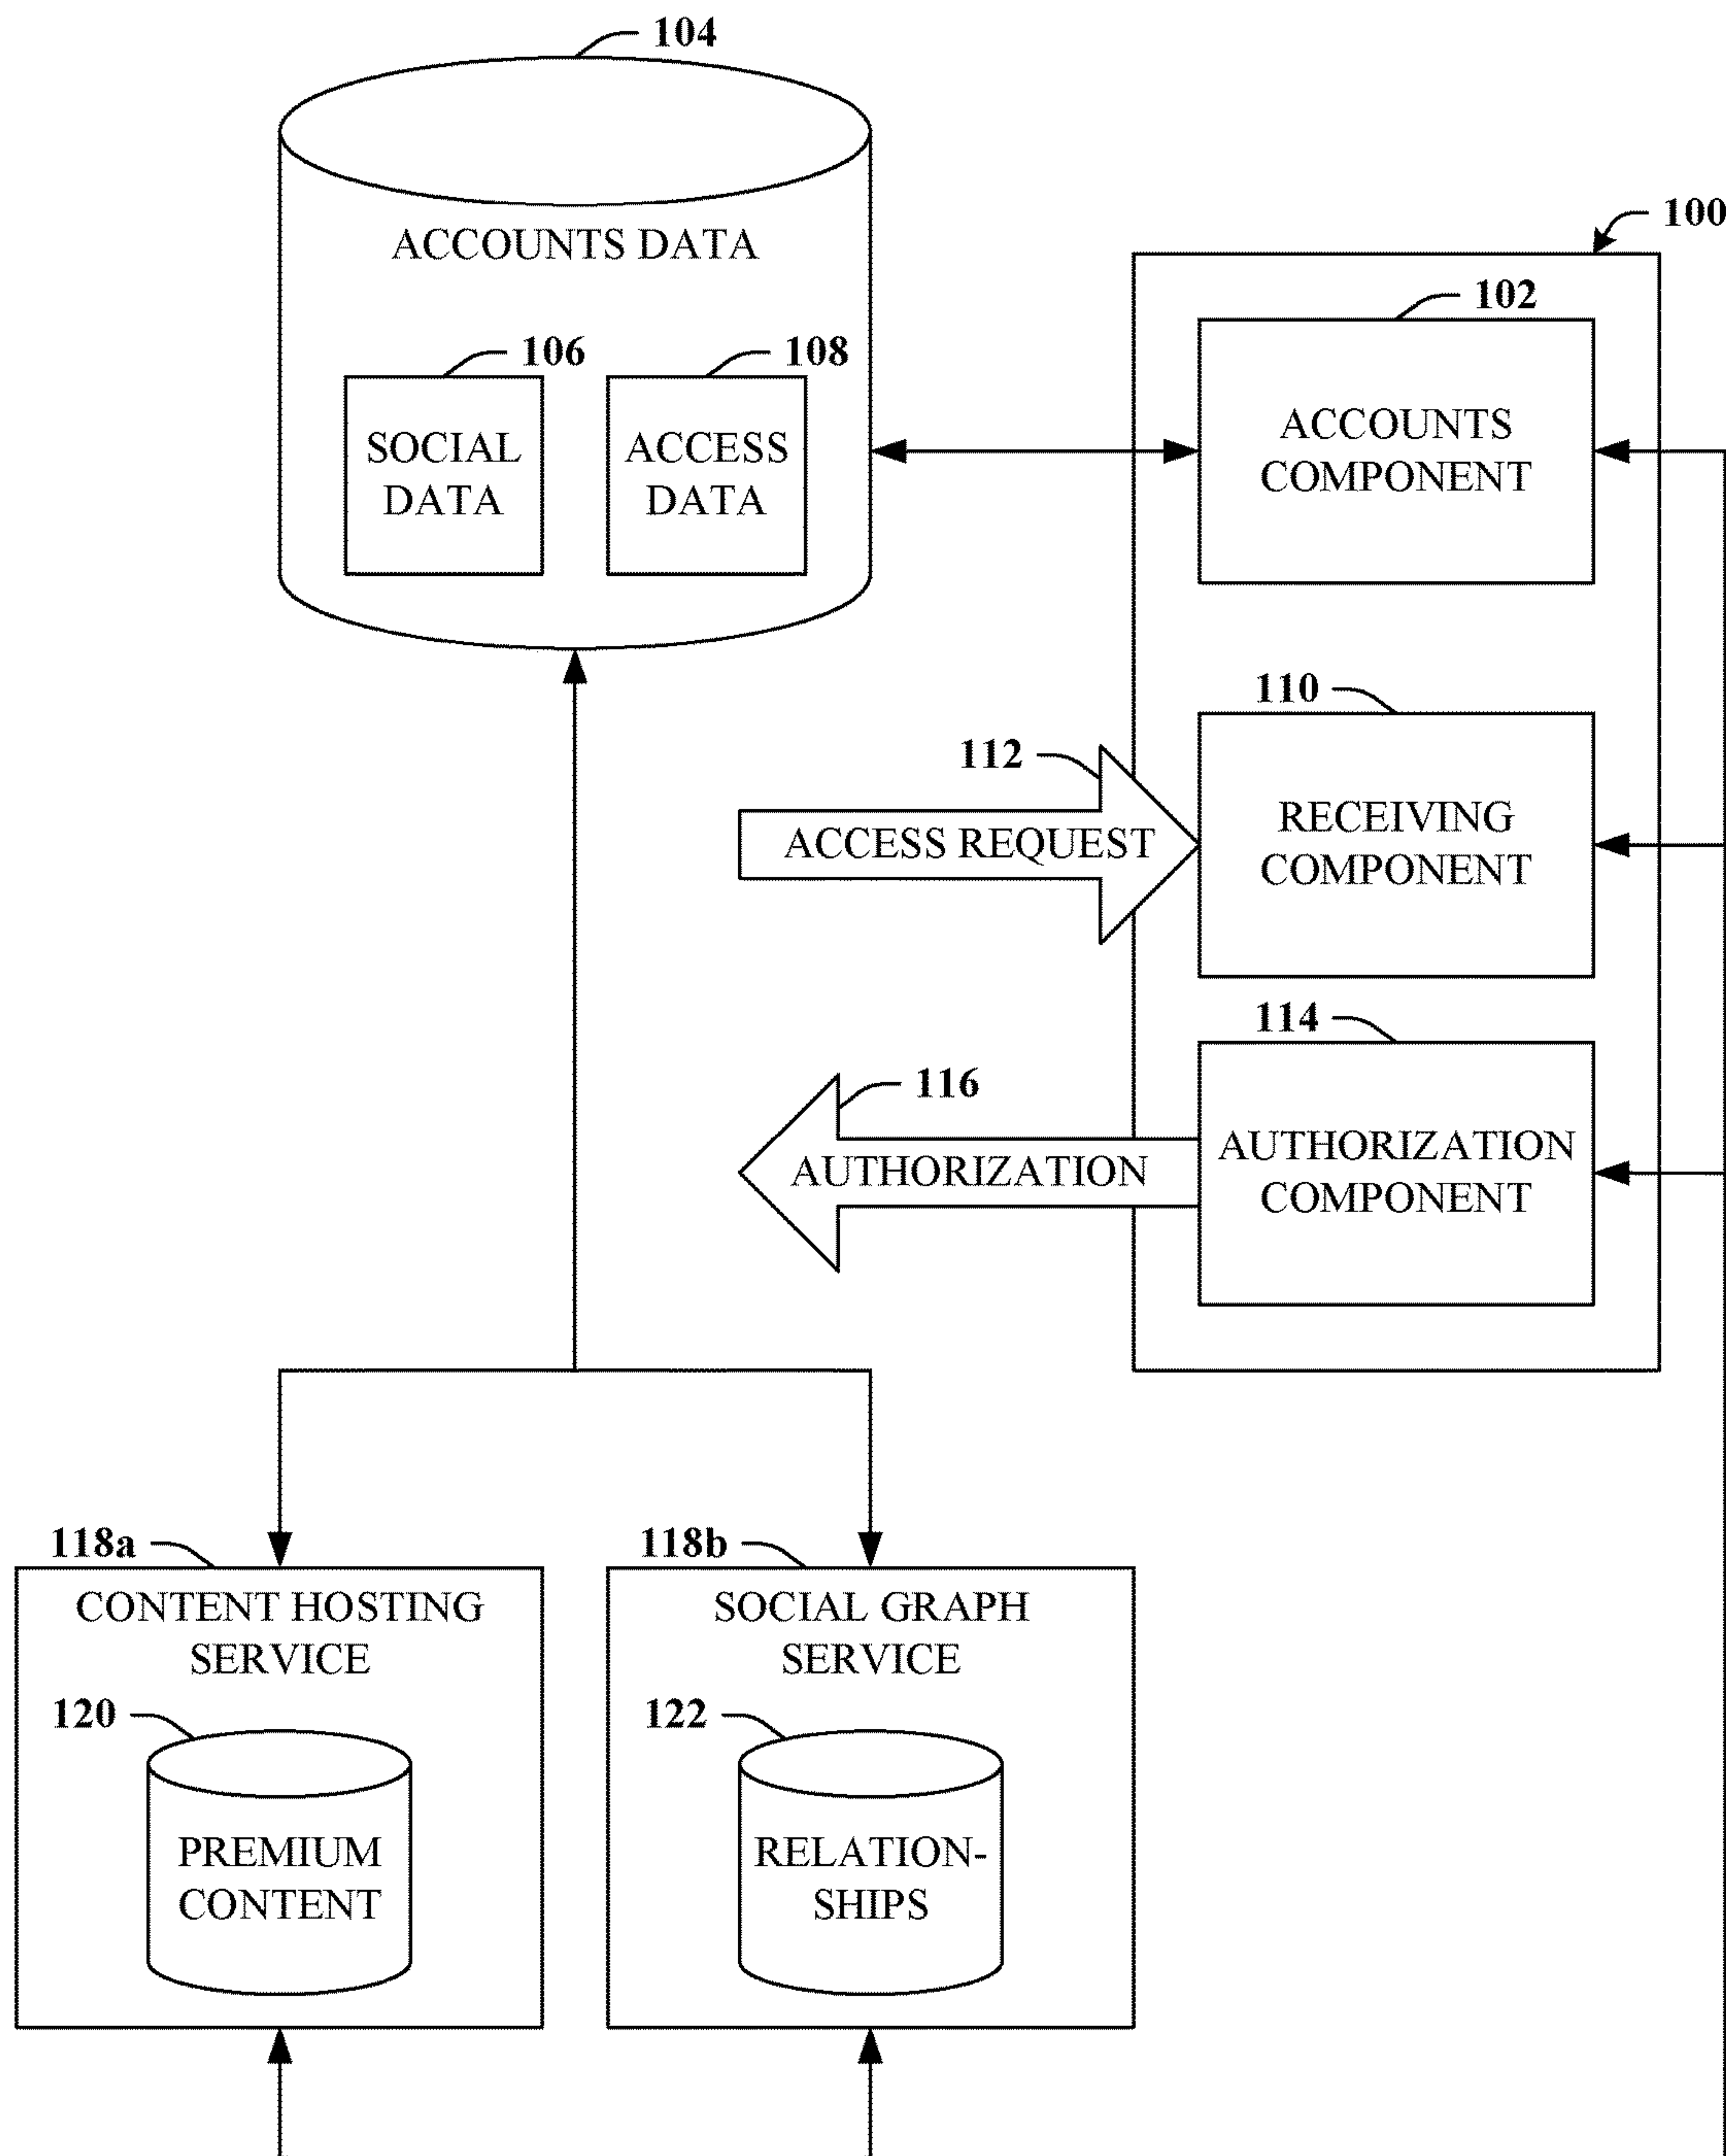 104
ACCOUNTS DATA
106
108
SOCIAL
DATA
ACCESS
DATA
100
102
ACCOUNTS
COMPONENT
110
112
ACCESS REQUEST
RECEIVING
COMPONENT
114
116
AUTHORIZATION
AUTHORIZATION
COMPONENT
118a
CONTENT HOSTING
SERVICE
120
PREMIUM
CONTENT
118b
SOCIAL GRAPH
SERVICE
122
RELATION-
SHIPS